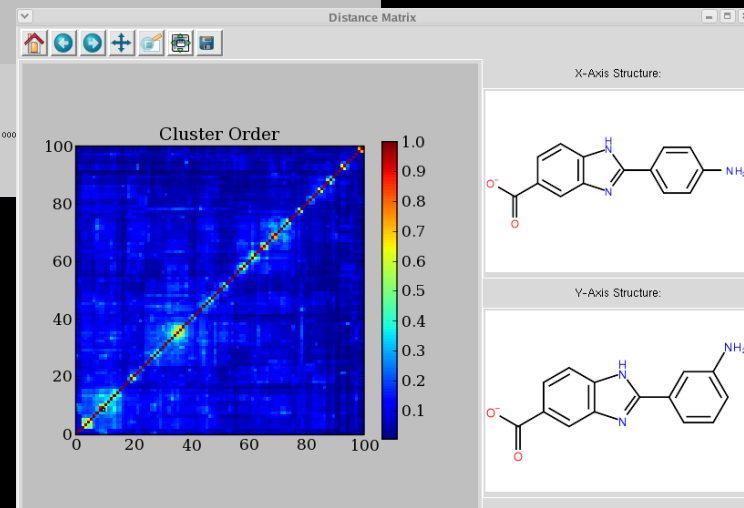 Distance Matrix
X-Axis Structure:
Cluster Order
100
80
60
40
20
0
0 20 40 60 80 100
1.0
0.9
0.8
0.7
0.6
0.5
0.4
0.3
0.2
0.1
H
N
N
O⁻
O
NH₂
Y-Axis Structure:
NH₂
H
N
N
O⁻
O